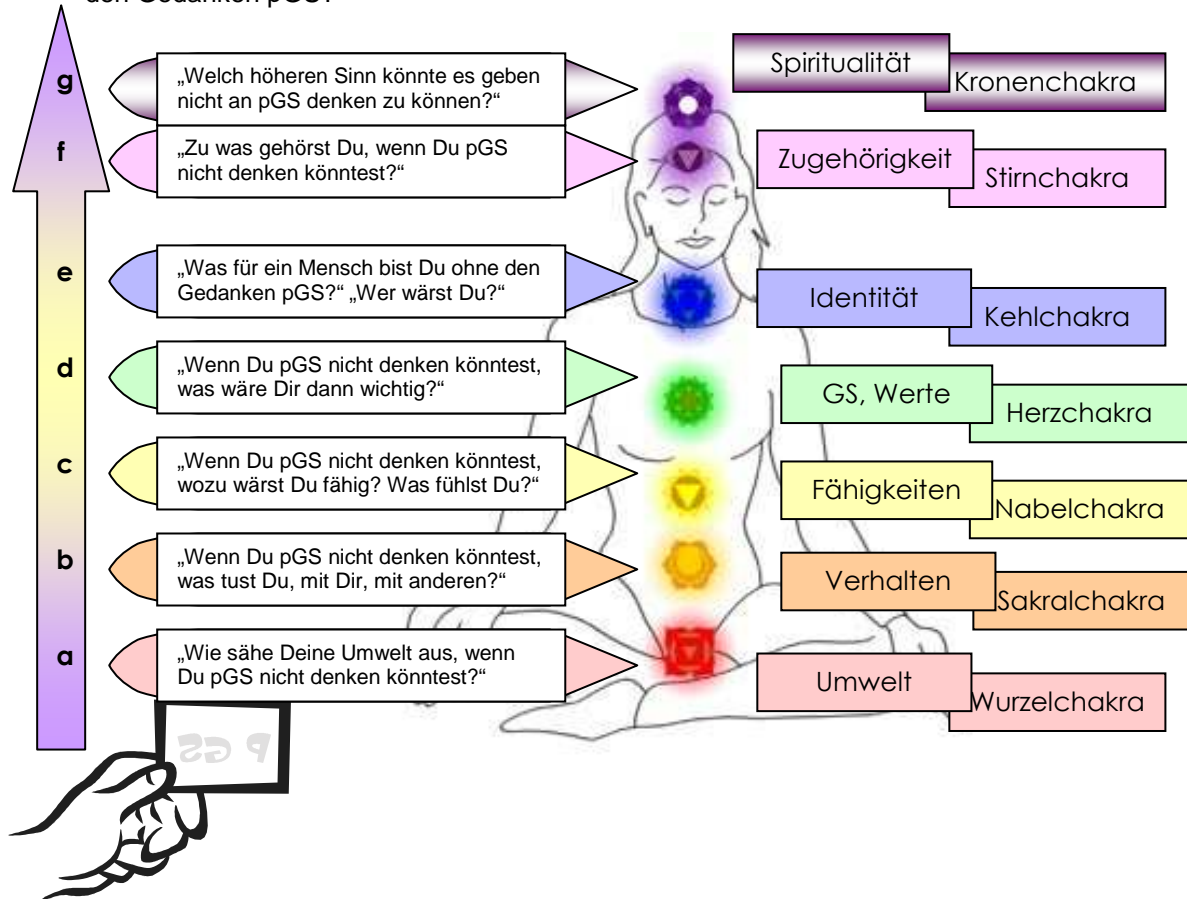 den Gedanken pGS?
g
„Welch höheren Sinn könnte es geben
nicht an pGS denken zu können?“
Spiritualität
Kronenchakra
f
„Zu was gehörst Du, wenn Du pGS
nicht denken könntest?“
Zugehörigkeit
Stirnchakra
e
„Was für ein Mensch bist Du ohne den
Gedanken pGS?“ „Wer wärst Du?“
Identität
Kehlchakra
d
„Wenn Du pGS nicht denken könntest,
was wäre Dir dann wichtig?“
GS, Werte
Herzchakra
c
„Wenn Du pGS nicht denken könntest,
wozu wärst Du fähig? Was fühlst Du?“
Fähigkeiten
Nabelchakra
b
„Wenn Du pGS nicht denken könntest,
was tust Du, mit Dir, mit anderen?“
Verhalten
Sakralchakra
a
„Wie sähe Deine Umwelt aus, wenn
Du pGS nicht denken könntest?“
Umwelt
Wurzelchakra
P GS